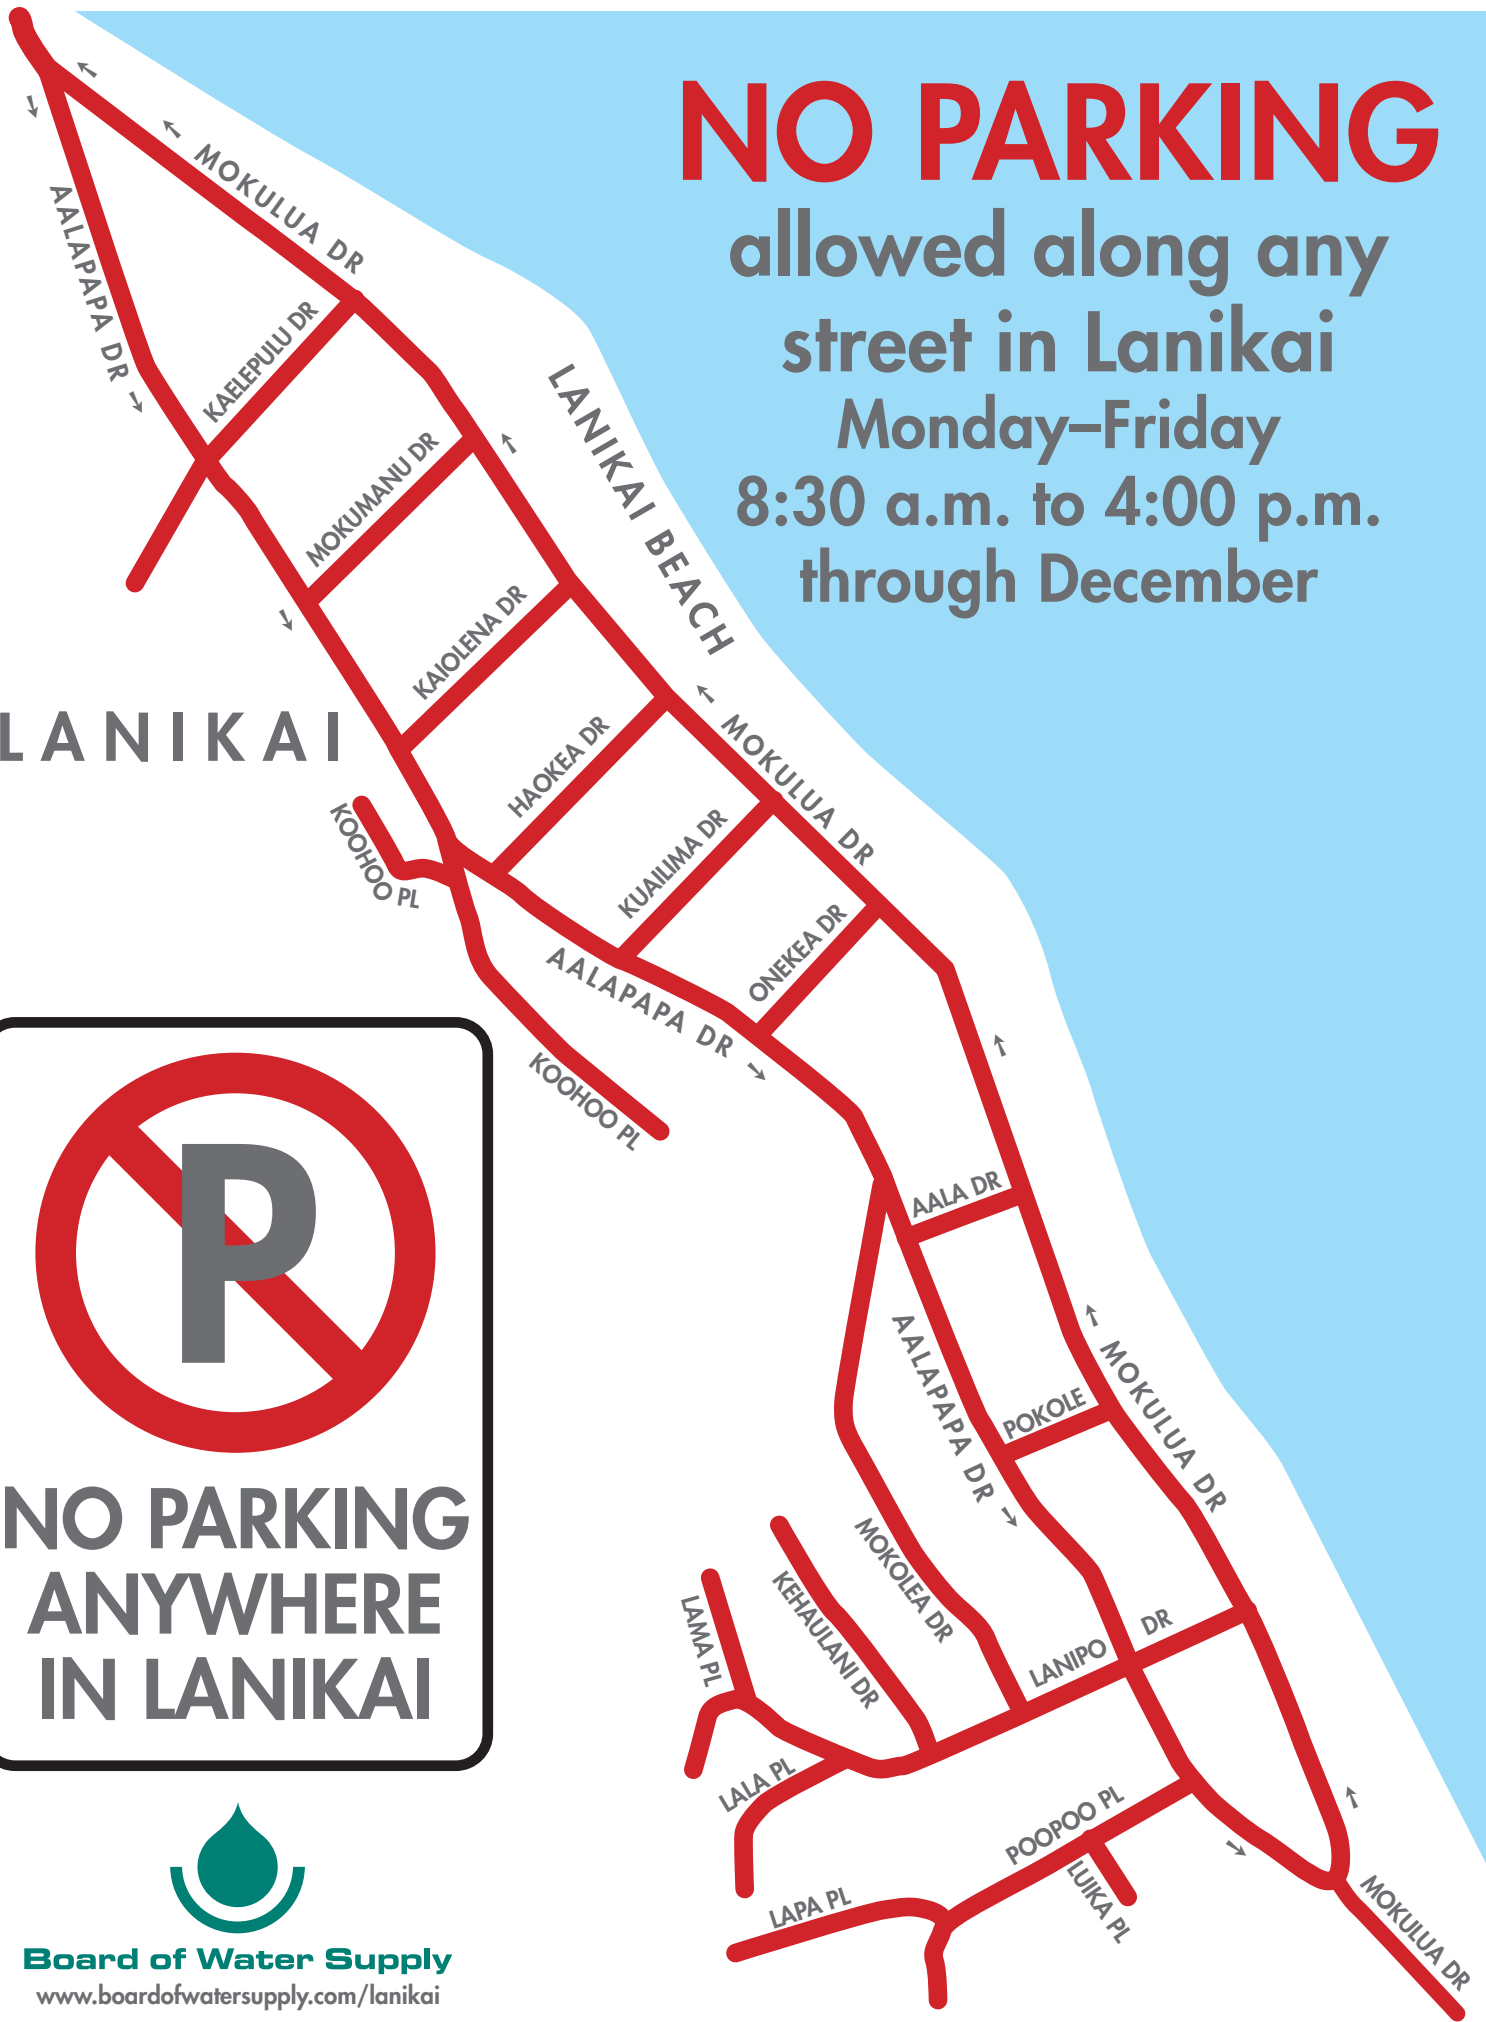 NO PARKING
allowed along any
street in Lanikai
Monday–Friday
8:30 a.m. to 4:00 p.m.
through December
MOKULUA DR
AALAPAPA DR
KAELEPULU DR
LANIKAI BEACH
MOKUMANU DR
KAIOLENA DR
LANIKAI
HAOKEA DR
MOKULUA DR
KOOHOO PL
KUAILIMA DR
ONEKEA DR
AALAPAPA DR
KOOHOO PL
AALA DR
AALAPAPA DR
MOKULUA DR
POKOLE
MOKOLEA DR
KEHAULANI DR
LAMA PL
LANIPO DR
LALA PL
POOPOO PL
LUIKA PL
LAPA PL
MOKULUA DR
P
NO PARKING
ANYWHERE
IN LANIKAI
Board of Water Supply
www.boardofwatersupply.com/lanikai